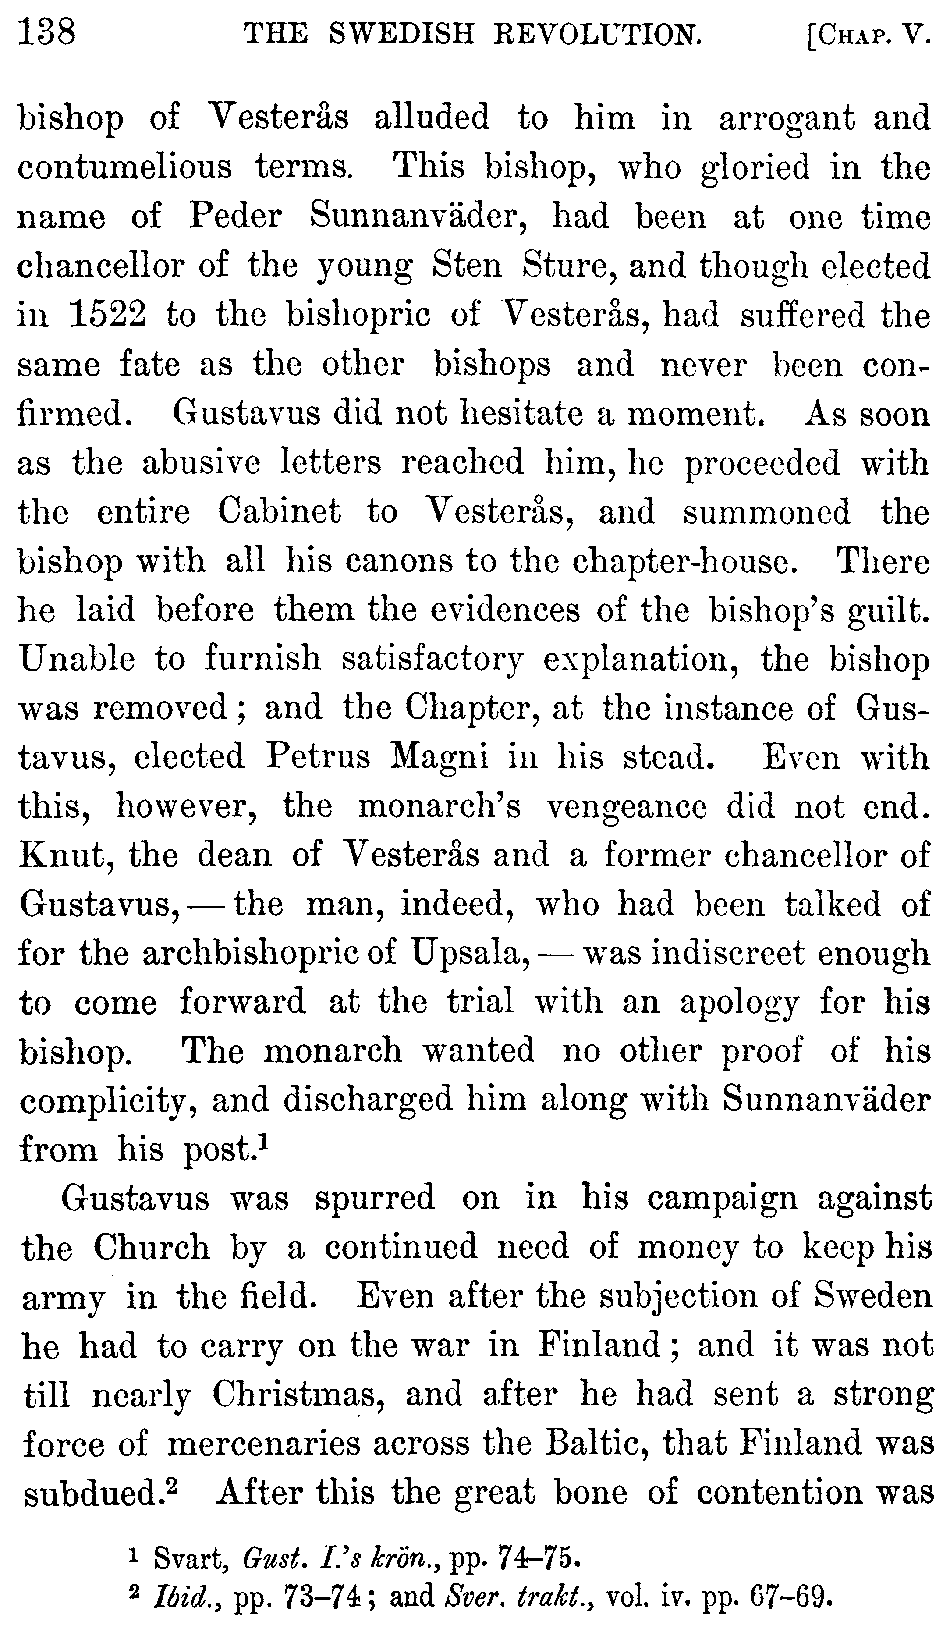 138 THE SWEDISH REVOLUTION. [CHAP. V.
bishop of Vesterås alluded to him in arrogant and
contumelious terms. This bishop, who gloried in the
name of Peder Sunnanväder, had been at one time
chancellor of the young Sten Sture, and though elected
in 1522 to the bishopric of Vesterås, had suffered the
same fate as the other bishops and never been con-
firmed. Gustavus did not hesitate a moment. As soon
as the abusive letters reached him, he proceeded with
the entire Cabinet to Vesterås, and summoned the
bishop with all his canons to the chapter-house. There
he laid before them the evidences of the bishop's guilt.
Unable to furnish satisfactory explanation, the bishop
was removed; and the Chapter, at the instance of Gus-
tavus, elected Petrus Magni in his stead. Even with
this, however, the monarch's vengeance did not end.
Knut, the dean of Vesterås and a former chancellor of
Gustavus,—the man, indeed, who had been talked of
for the archbishopric of Upsala,—was indiscreet enough
to come forward at the trial with an apology for his
bishop. The monarch wanted no other proof of his
complicity, and discharged him along with Sunnanväder
from his post.¹
Gustavus was spurred on in his campaign against
the Church by a continued need of money to keep his
army in the field. Even after the subjection of Sweden
he had to carry on the war in Finland; and it was not
till nearly Christmas, and after he had sent a strong
force of mercenaries across the Baltic, that Finland was
subdued.² After this the great bone of contention was
¹ Svart, Gust. I.'s krön., pp. 74–75.
² Ibid., pp. 73–74; and Sver. trakt., vol. iv. pp. 67–69.